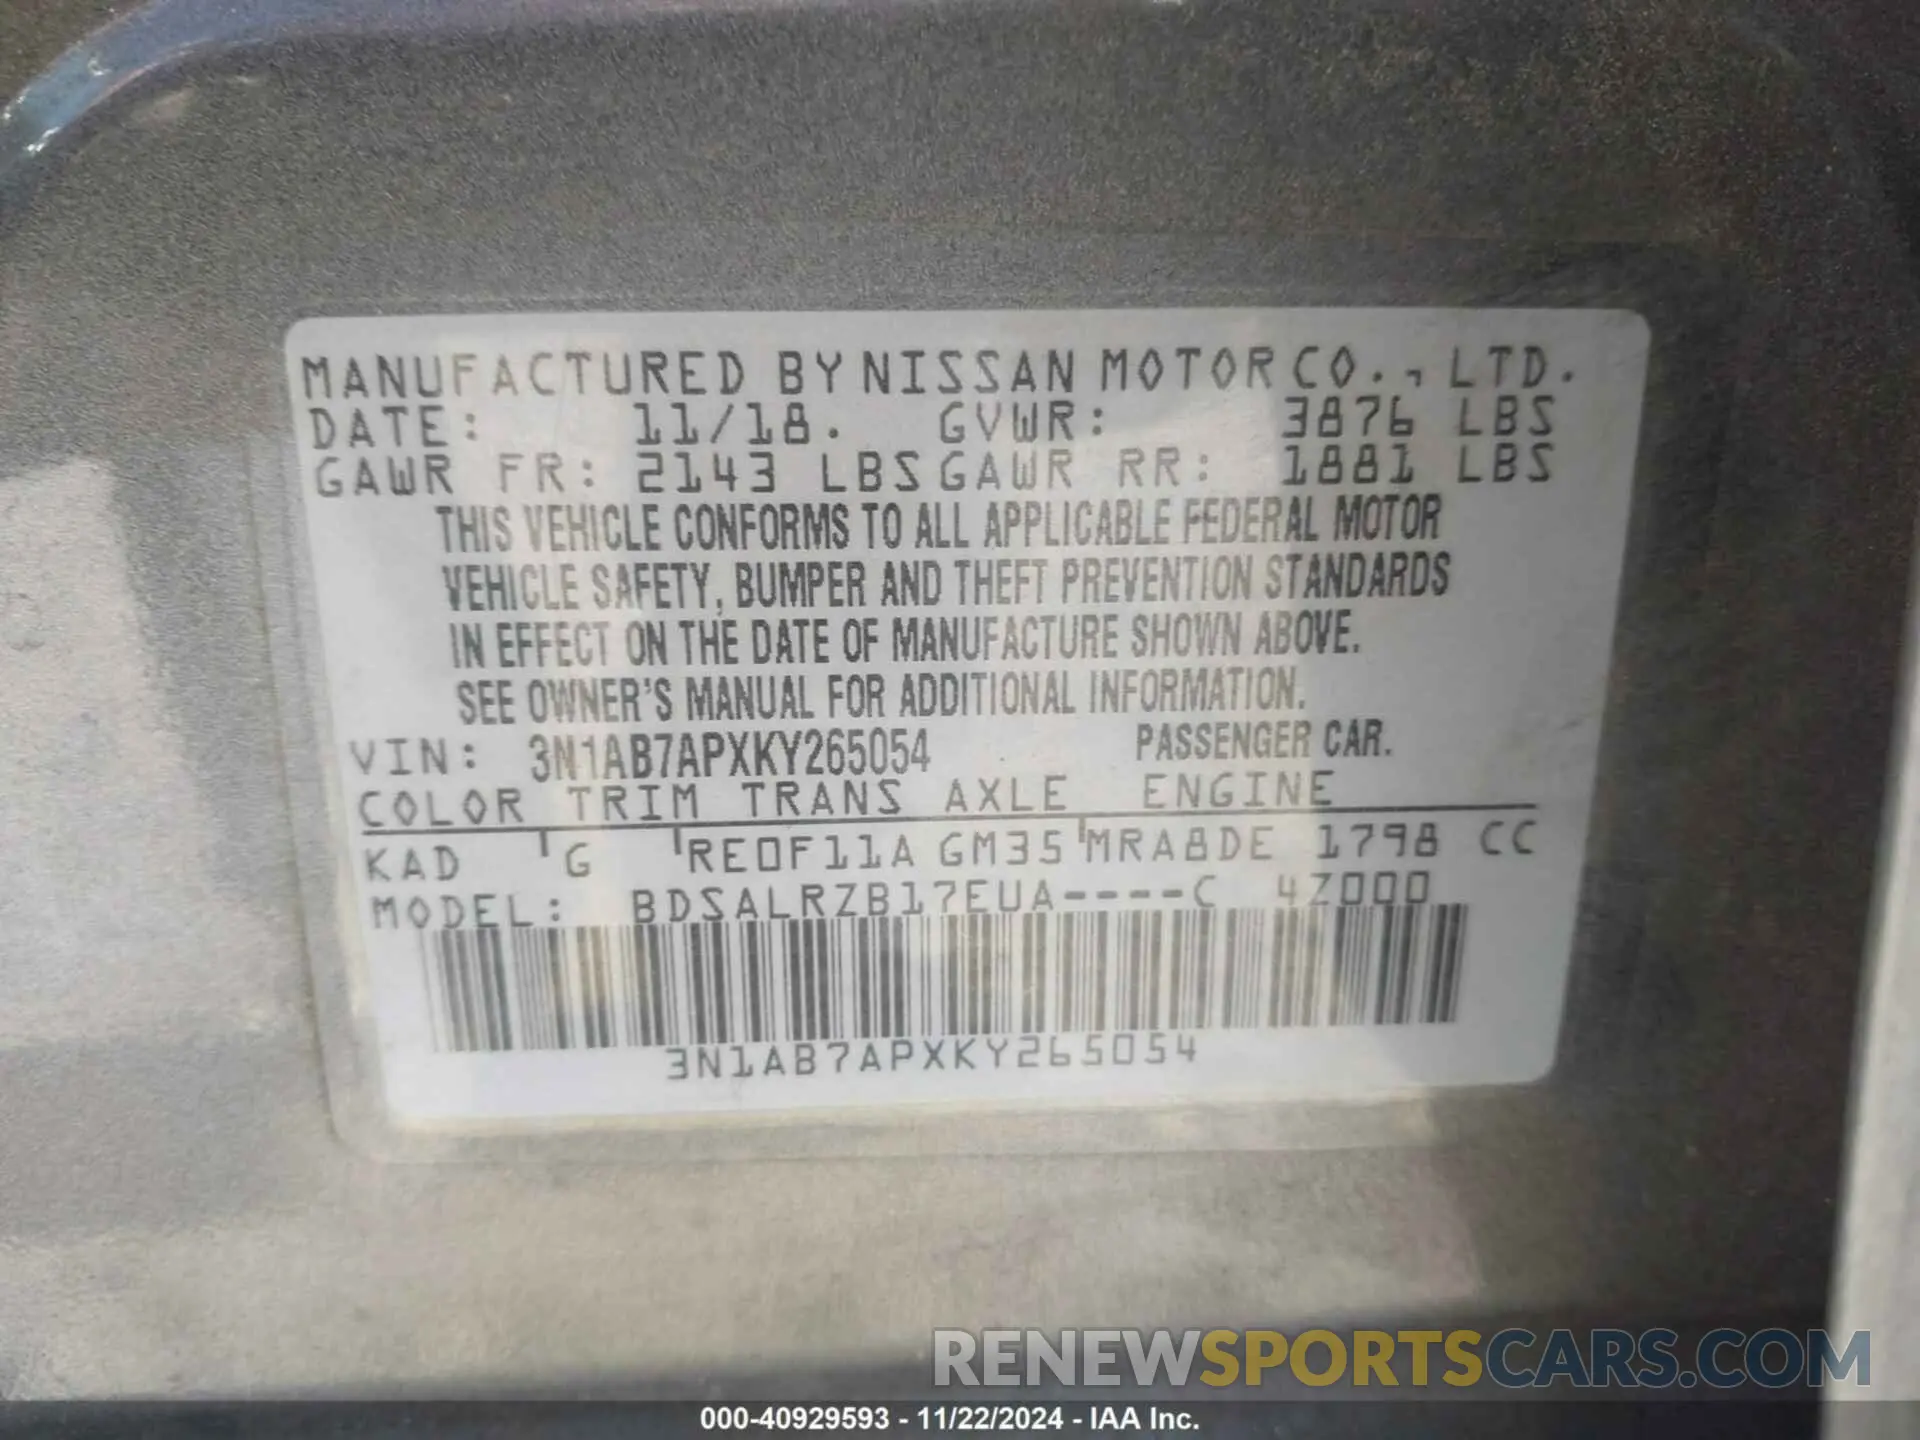 MANUFACTURED BY NISSAN MOTOR CO., LTD.
DATE: 11/18. GVWR: 3876 LBS
GAWR FR: 2143 LBS GAWR RR: 1881 LBS
THIS VEHICLE CONFORMS TO ALL APPLICABLE FEDERAL MOTOR
VEHICLE SAFETY, BUMPER AND THEFT PREVENTION STANDARDS
IN EFFECT ON THE DATE OF MANUFACTURE SHOWN ABOVE.
SEE OWNER'S MANUAL FOR ADDITIONAL INFORMATION.
VIN: 3N1AB7APXKY265054 PASSENGER CAR.
COLOR TRIM TRANS AXLE ENGINE
KAD G RE0F11A GM35 MRA8DE 1798 CC
MODEL: BDSALRZB17EUA----C 4Z000
3N1AB7APXKY265054
RENEWSPORTSCARS.COM
000-40929593 - 11/22/2024 - IAA Inc.